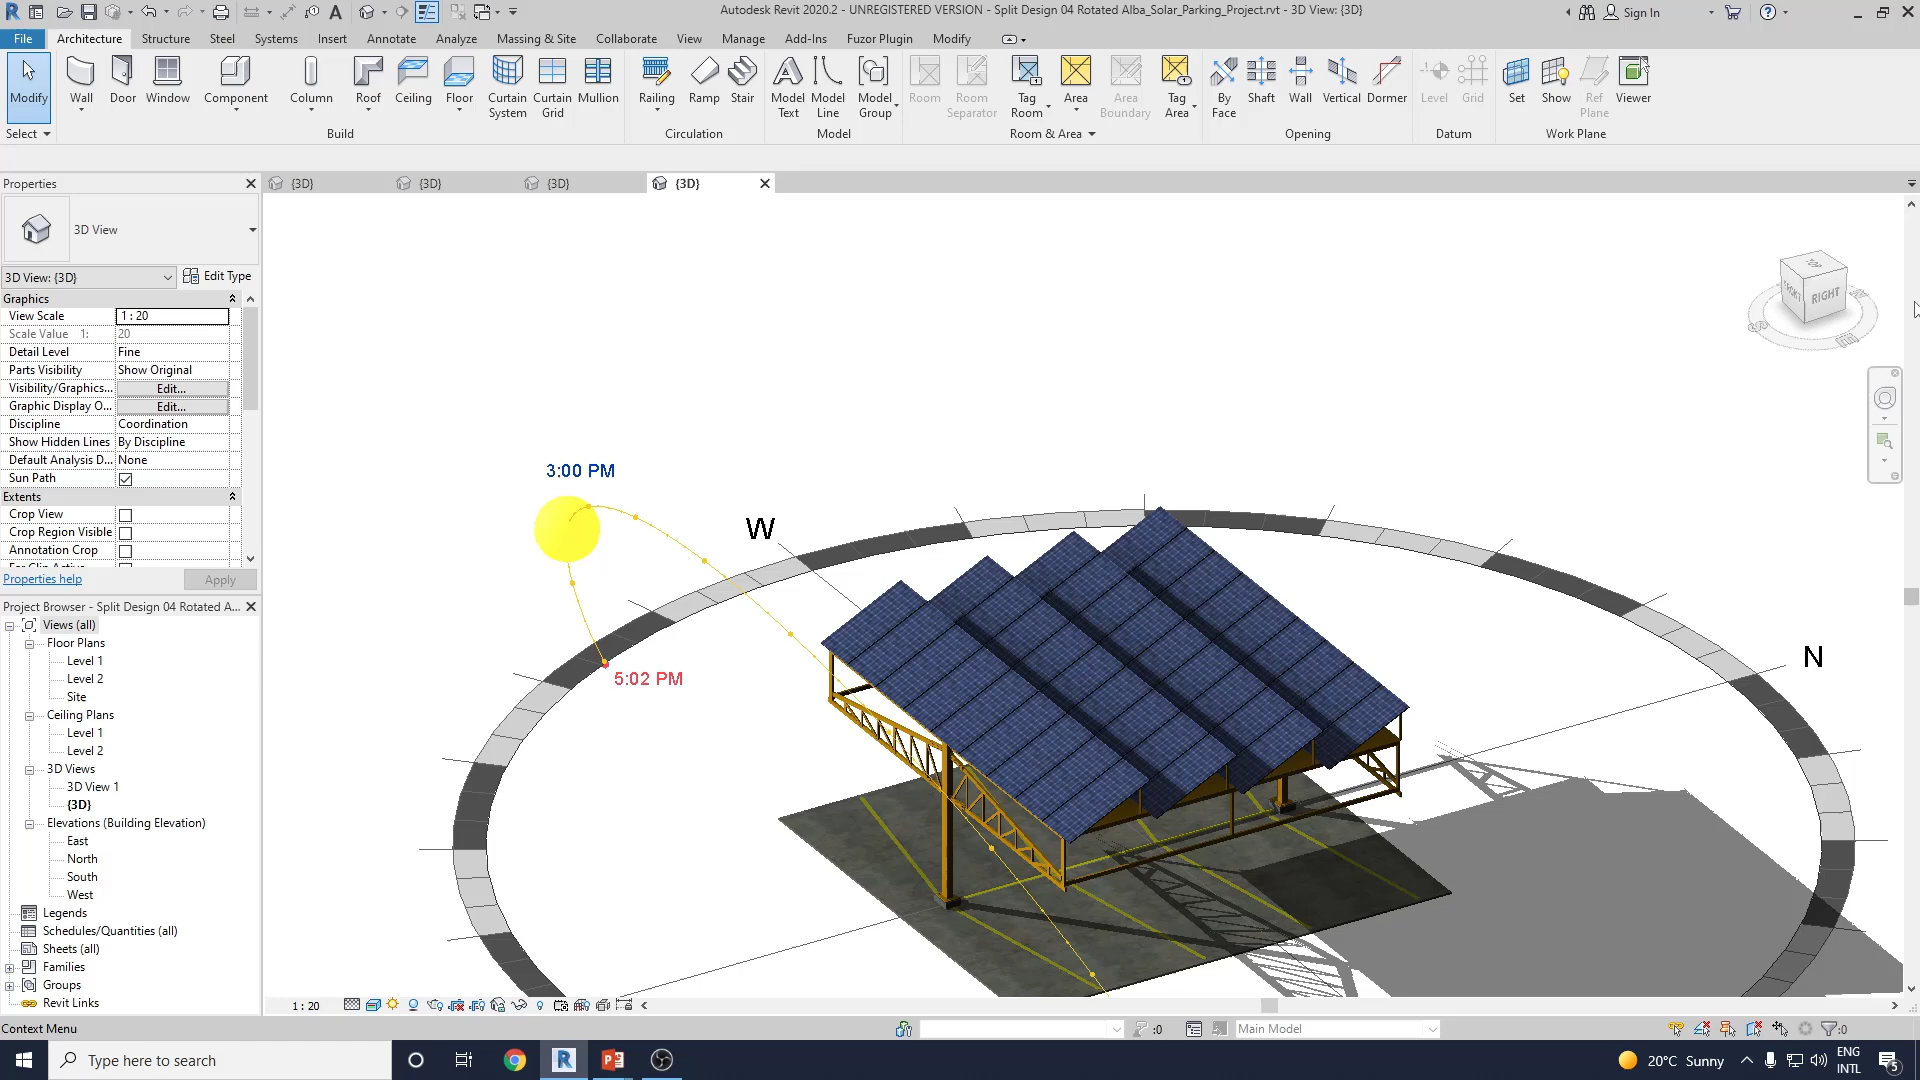 Autodesk Revit 2020.2 - UNREGISTERED VERSION - Split Design 04 Rotated Alba_Solar_Parking_Project.rvt - 3D View: {3D}
Sign In
File Architecture Structure Steel Systems Insert Annotate Analyze Massing & Site Collaborate View Manage Add-Ins Fuzor Plugin Modify
Modify Wall Door Window Component Column Roof Ceiling Floor Curtain System Curtain Grid Mullion Railing Ramp Stair Model Text Model Line Model Group Room Room Separator Tag Room Area Area Boundary Tag Area By Face Shaft Wall Vertical Dormer Level Grid Set Show Ref Plane Viewer
Select Build Circulation Model Room & Area Opening Datum Work Plane
Properties
{3D} {3D} {3D} {3D}
3D View
3D View: {3D} Edit Type
Graphics
View Scale 1 : 20
Scale Value 1: 20
Detail Level Fine
Parts Visibility Show Original
Visibility/Graphics... Edit...
Graphic Display O... Edit...
Discipline Coordination
Show Hidden Lines By Discipline
Default Analysis D... None
Sun Path
Extents
Crop View
Crop Region Visible
Annotation Crop
Properties help Apply
Project Browser - Split Design 04 Rotated A...
Views (all)
Floor Plans
Level 1
Level 2
Site
Ceiling Plans
Level 1
Level 2
3D Views
3D View 1
{3D}
Elevations (Building Elevation)
East
North
South
West
Legends
Schedules/Quantities (all)
Sheets (all)
Families
Groups
Revit Links
TOP
FRONT
RIGHT
N
S
E
3:00 PM
W
N
5:02 PM
1 : 20
Context Menu
:0
Main Model
:0
Type here to search
20°C Sunny
ENG
INTL
5